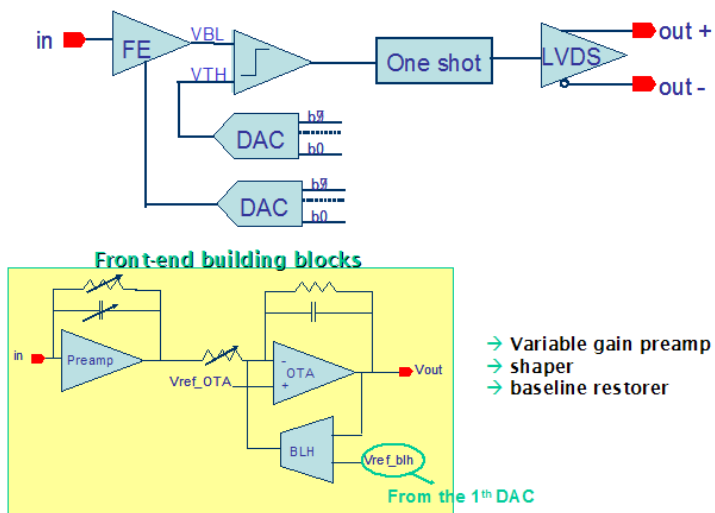 in
FE
VBL
VTH
One shot
LVDS
out +
out -
DAC
b0
DAC
b0
Front-end building blocks
in
Preamp
Vref_OTA
-
+
OTA
Vout
BLH
Vref_blh
From the 1th DAC
→ Variable gain preamp
→ shaper
→ baseline restorer